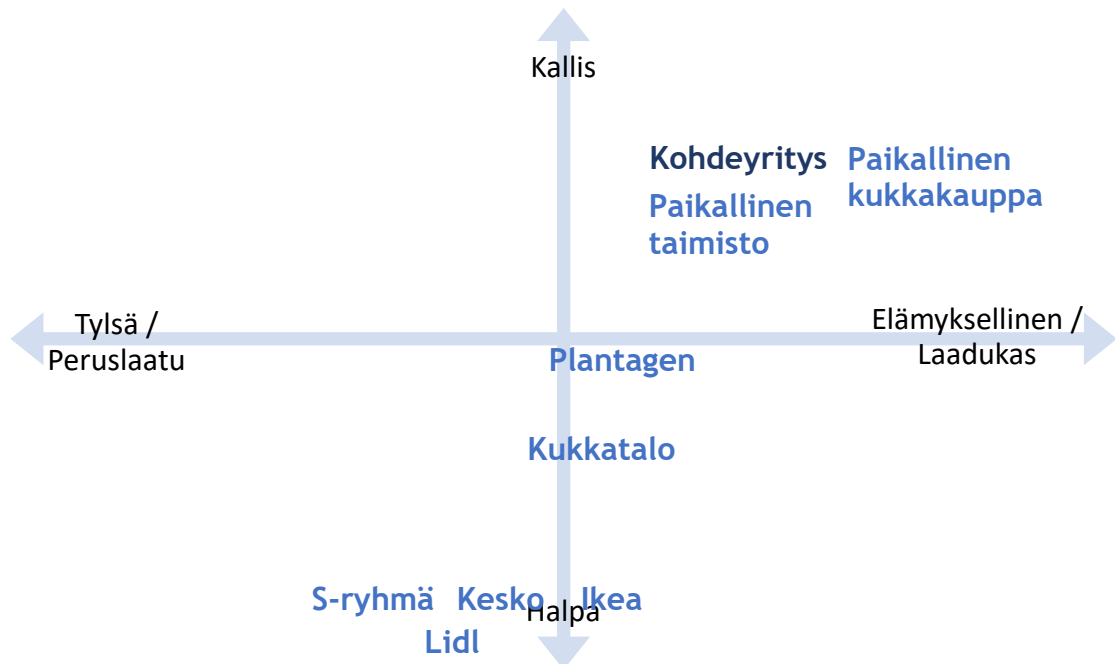 Kallis
Kohdeyritys
Paikallinen
kukkakauppa
Paikallinen
taimisto
Tylsä /
Peruslaatu
Elämyksellinen /
Laadukas
Plantagen
Kukkatalo
S-ryhmä Kesko Ikea
Halpa
Lidl